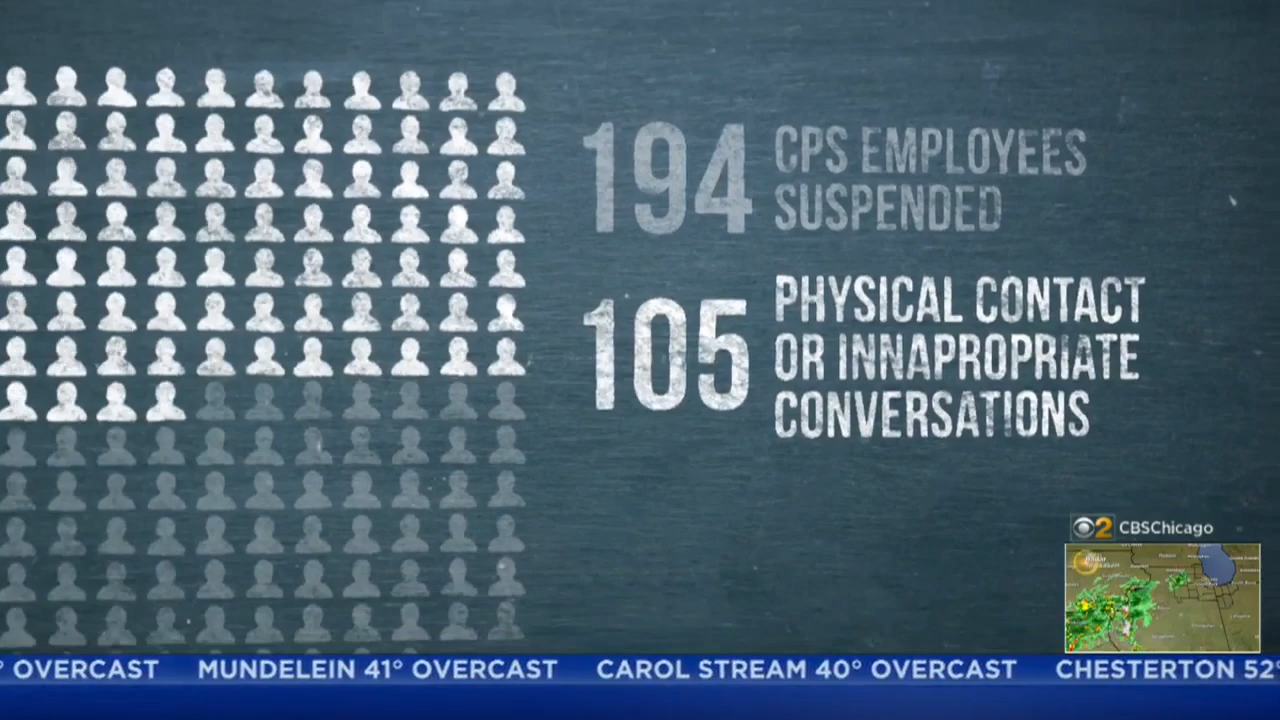 194 CPS EMPLOYEES
SUSPENDED
105 PHYSICAL CONTACT
OR INNAPROPRIATE
CONVERSATIONS
2 CBSChicago
° OVERCAST MUNDELEIN 41° OVERCAST CAROL STREAM 40° OVERCAST CHESTERTON 52°